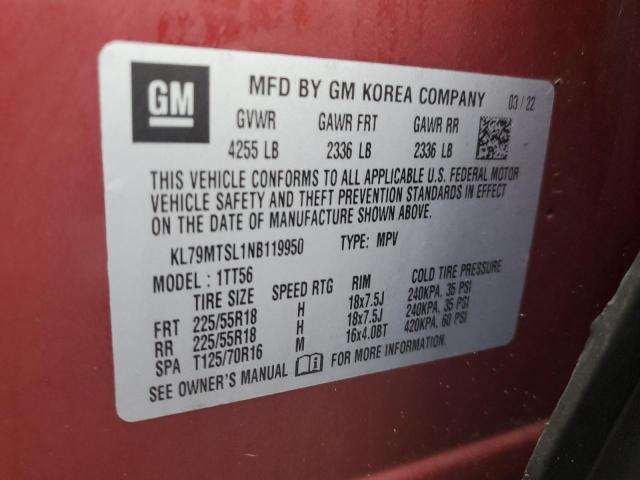 GM
MFD BY GM KOREA COMPANY 03/22
GVWR GAWR FRT GAWR RR
4255 LB 2336 LB 2336 LB
THIS VEHICLE CONFORMS TO ALL APPLICABLE U.S. FEDERAL MOTOR
VEHICLE SAFETY AND THEFT PREVENTION STANDARDS IN EFFECT
ON THE DATE OF MANUFACTURE SHOWN ABOVE.
KL79MTSL1NB119950 TYPE: MPV
MODEL : 1TT56
TIRE SIZE SPEED RTG RIM COLD TIRE PRESSURE
FRT 225/55R18 H 18x7.5J 240KPA, 35 PSI
RR 225/55R18 H 18x7.5J 240KPA, 35 PSI
SPA T125/70R16 M 16x4.0BT 420KPA, 60 PSI
SEE OWNER'S MANUAL FOR MORE INFORMATION.